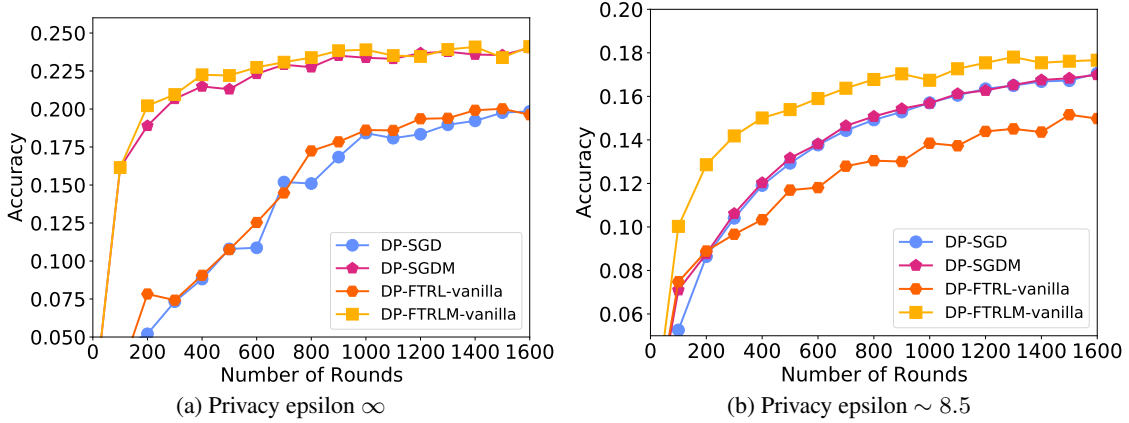 0.250
0.225
0.200
0.175
0.150
0.125
0.100
0.075
0.050
Accuracy
0 200 400 600 800 1000 1200 1400 1600
Number of Rounds
DP-SGD
DP-SGDM
DP-FTRL-vanilla
DP-FTRLM-vanilla
(a) Privacy epsilon ∞
0.20
0.18
0.16
0.14
0.12
0.10
0.08
0.06
Accuracy
0 200 400 600 800 1000 1200 1400 1600
Number of Rounds
DP-SGD
DP-SGDM
DP-FTRL-vanilla
DP-FTRLM-vanilla
(b) Privacy epsilon ∼ 8.5